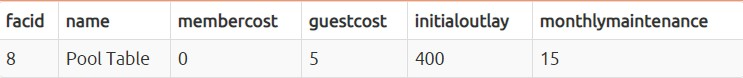 facid name membercost guestcost initialoutlay monthlymaintenance
8 Pool Table 0 5 400 15